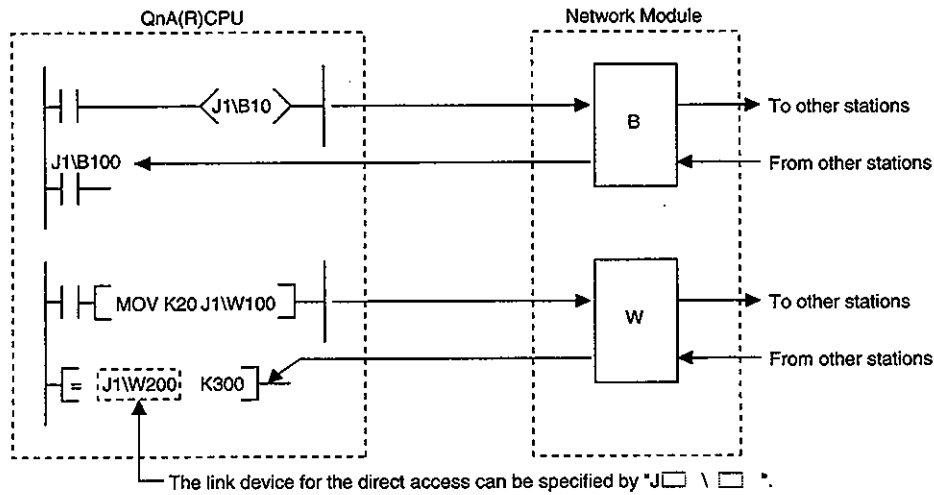 QnA(R)CPU
Network Module
J1\B10
B
To other stations
J1\B100
From other stations
MOV K20 J1\W100
W
To other stations
From other stations
= J1\W200 K300
The link device for the direct access can be specified by "J□ \ □ ".